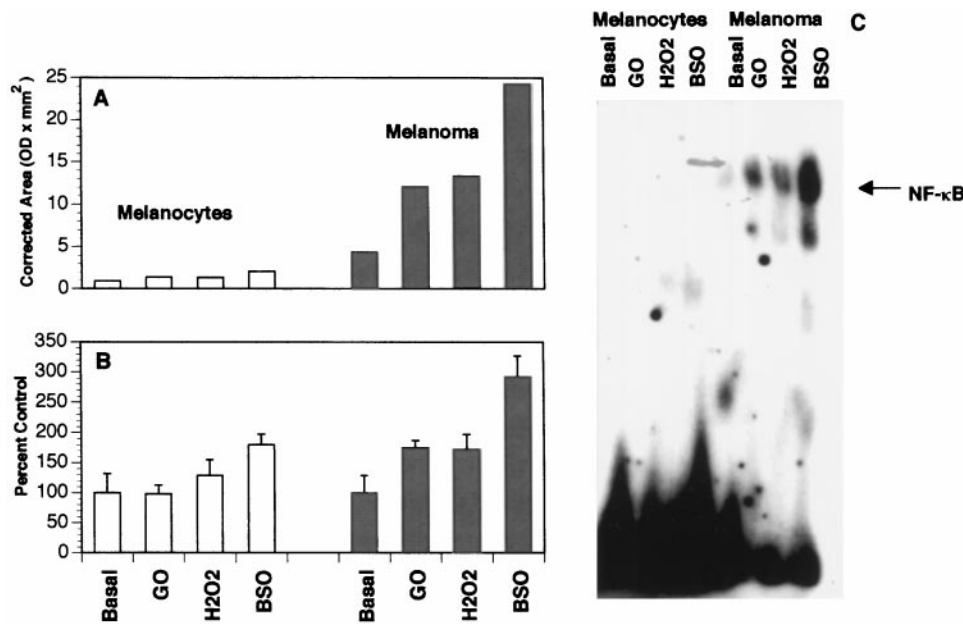 A
Corrected Area (OD x mm²)
25
20
15
10
5
0
Melanocytes
Melanoma
B
Percent Control
350
300
250
200
150
100
50
0
Basal
GO
H2O2
BSO
Basal
GO
H2O2
BSO
Melanocytes Melanoma C
Basal
GO
H2O2
BSO
Basal
GO
H2O2
BSO
NF-κB